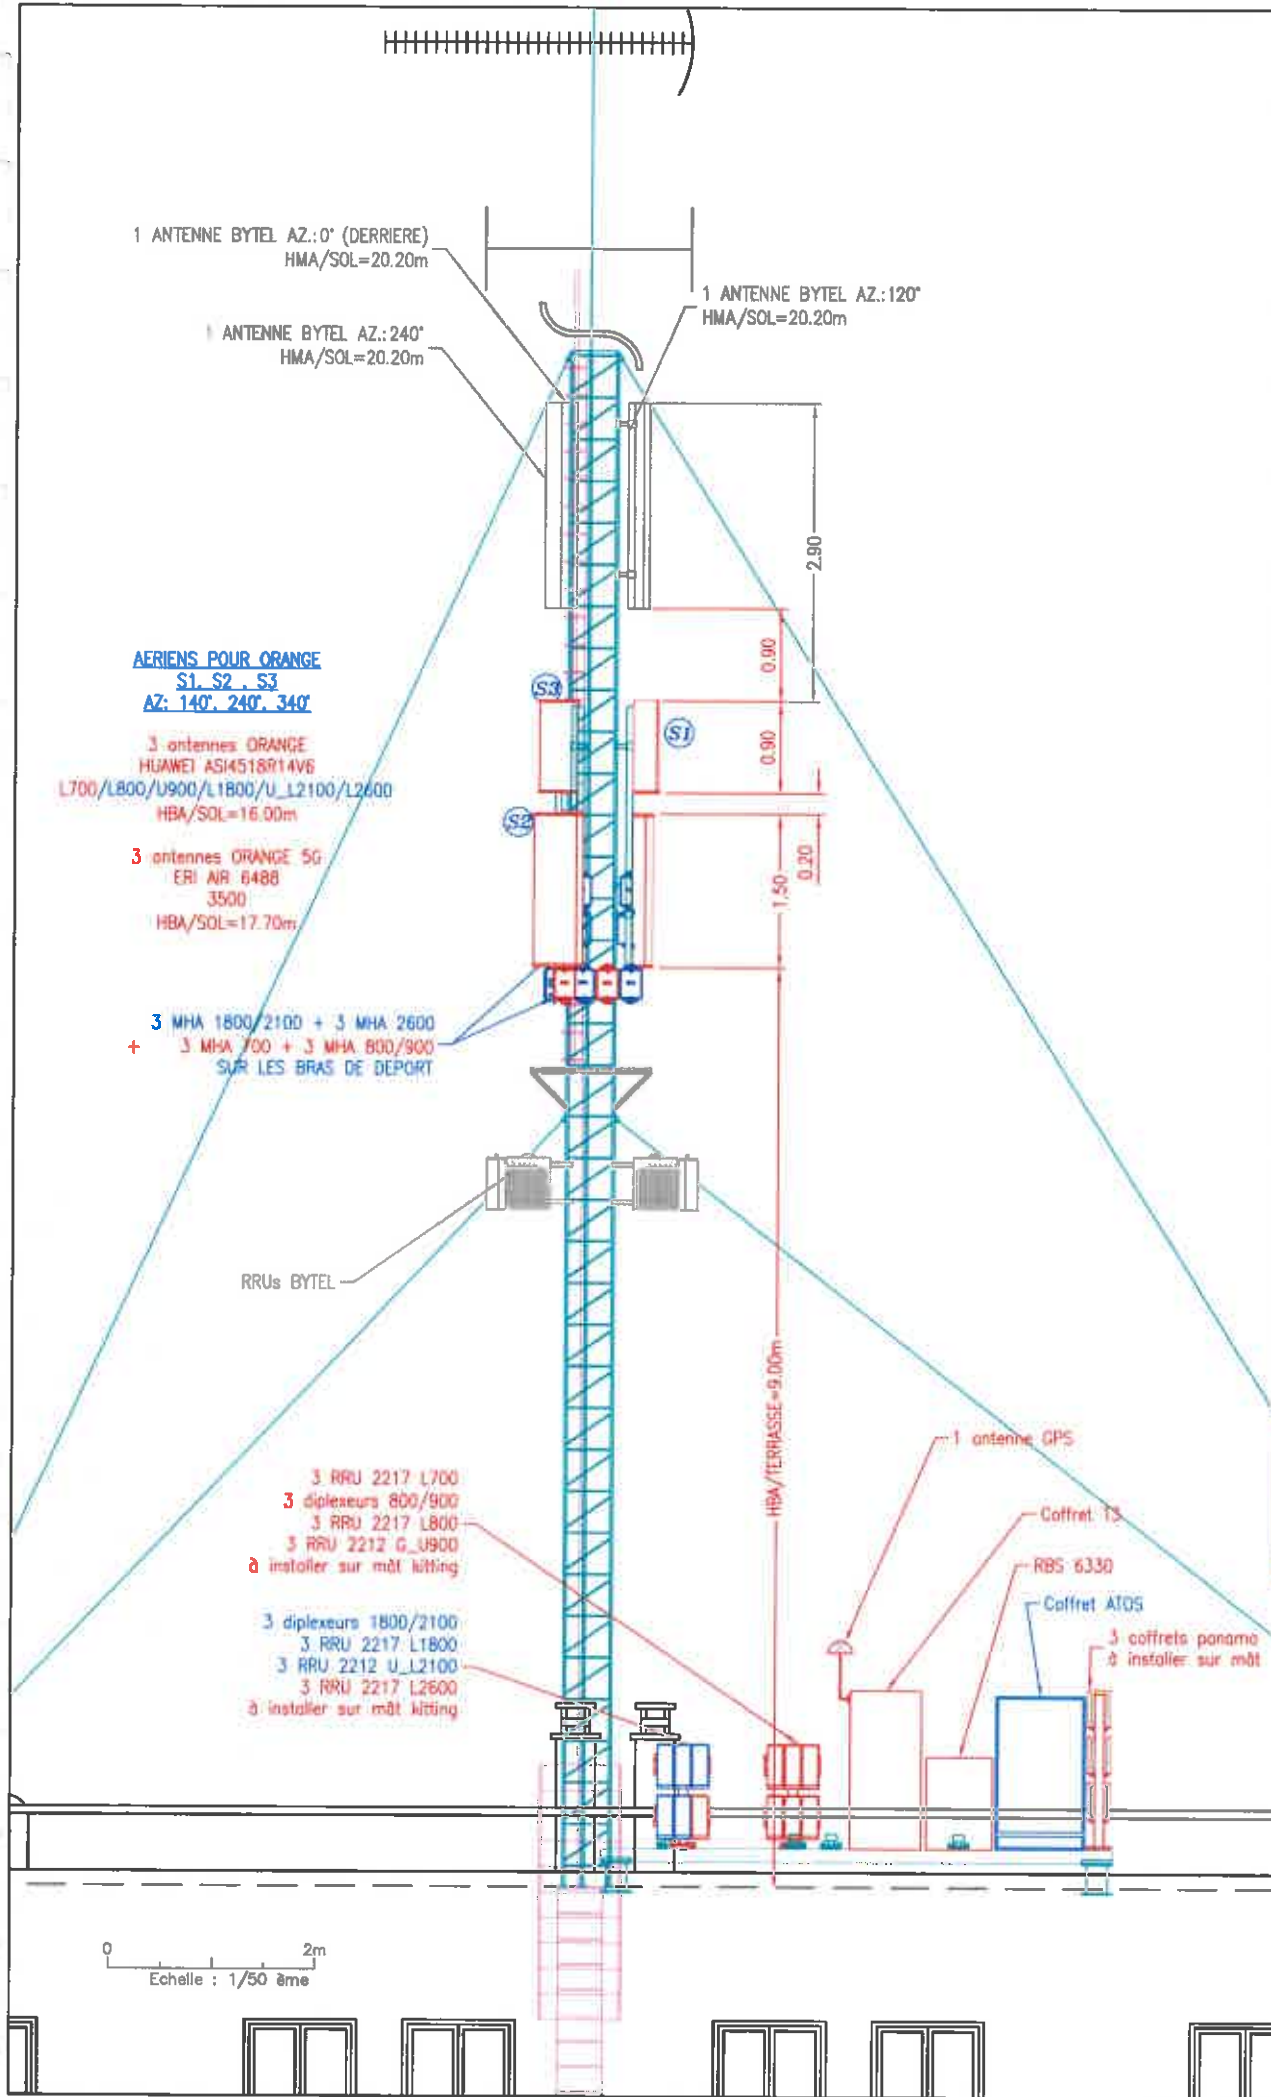 1 ANTENNE BYTEL AZ.:0° (DERRIERE)
HMA/SOL=20.20m
1 ANTENNE BYTEL AZ.:120°
HMA/SOL=20.20m
1 ANTENNE BYTEL AZ.:240°
HMA/SOL=20.20m
2.90
0.90
AERIENS POUR ORANGE
S1, S2 , S3
AZ: 140°, 240°, 340°
S3
S1
0.90
3 antennes ORANGE
HUAWEI ASI4518R14V6
L700/L800/U900/L1800/U_L2100/L2600
HBA/SOL=16.00m
S2
3 antennes ORANGE 5G
ERI AIR 6488
3500
HBA/SOL=17.70m
0.20
1.50
3 MHA 1800/2100 + 3 MHA 2600
+ 3 MHA 700 + 3 MHA 800/900
SUR LES BRAS DE DEPORT
RRUs BYTEL
HBA/TERRASSE=9.00m
1 antenne GPS
3 RRU 2217 L700
3 diplexeurs 800/900
3 RRU 2217 L800
3 RRU 2212 G_U900
à installer sur mât kitting
Coffret T3
RBS 6330
Coffret ATOS
3 coffrets panama
à installer sur mât
3 diplexeurs 1800/2100
3 RRU 2217 L1800
3 RRU 2212 U_L2100
3 RRU 2217 L2600
à installer sur mât kitting
0 2m
Echelle : 1/50 ème